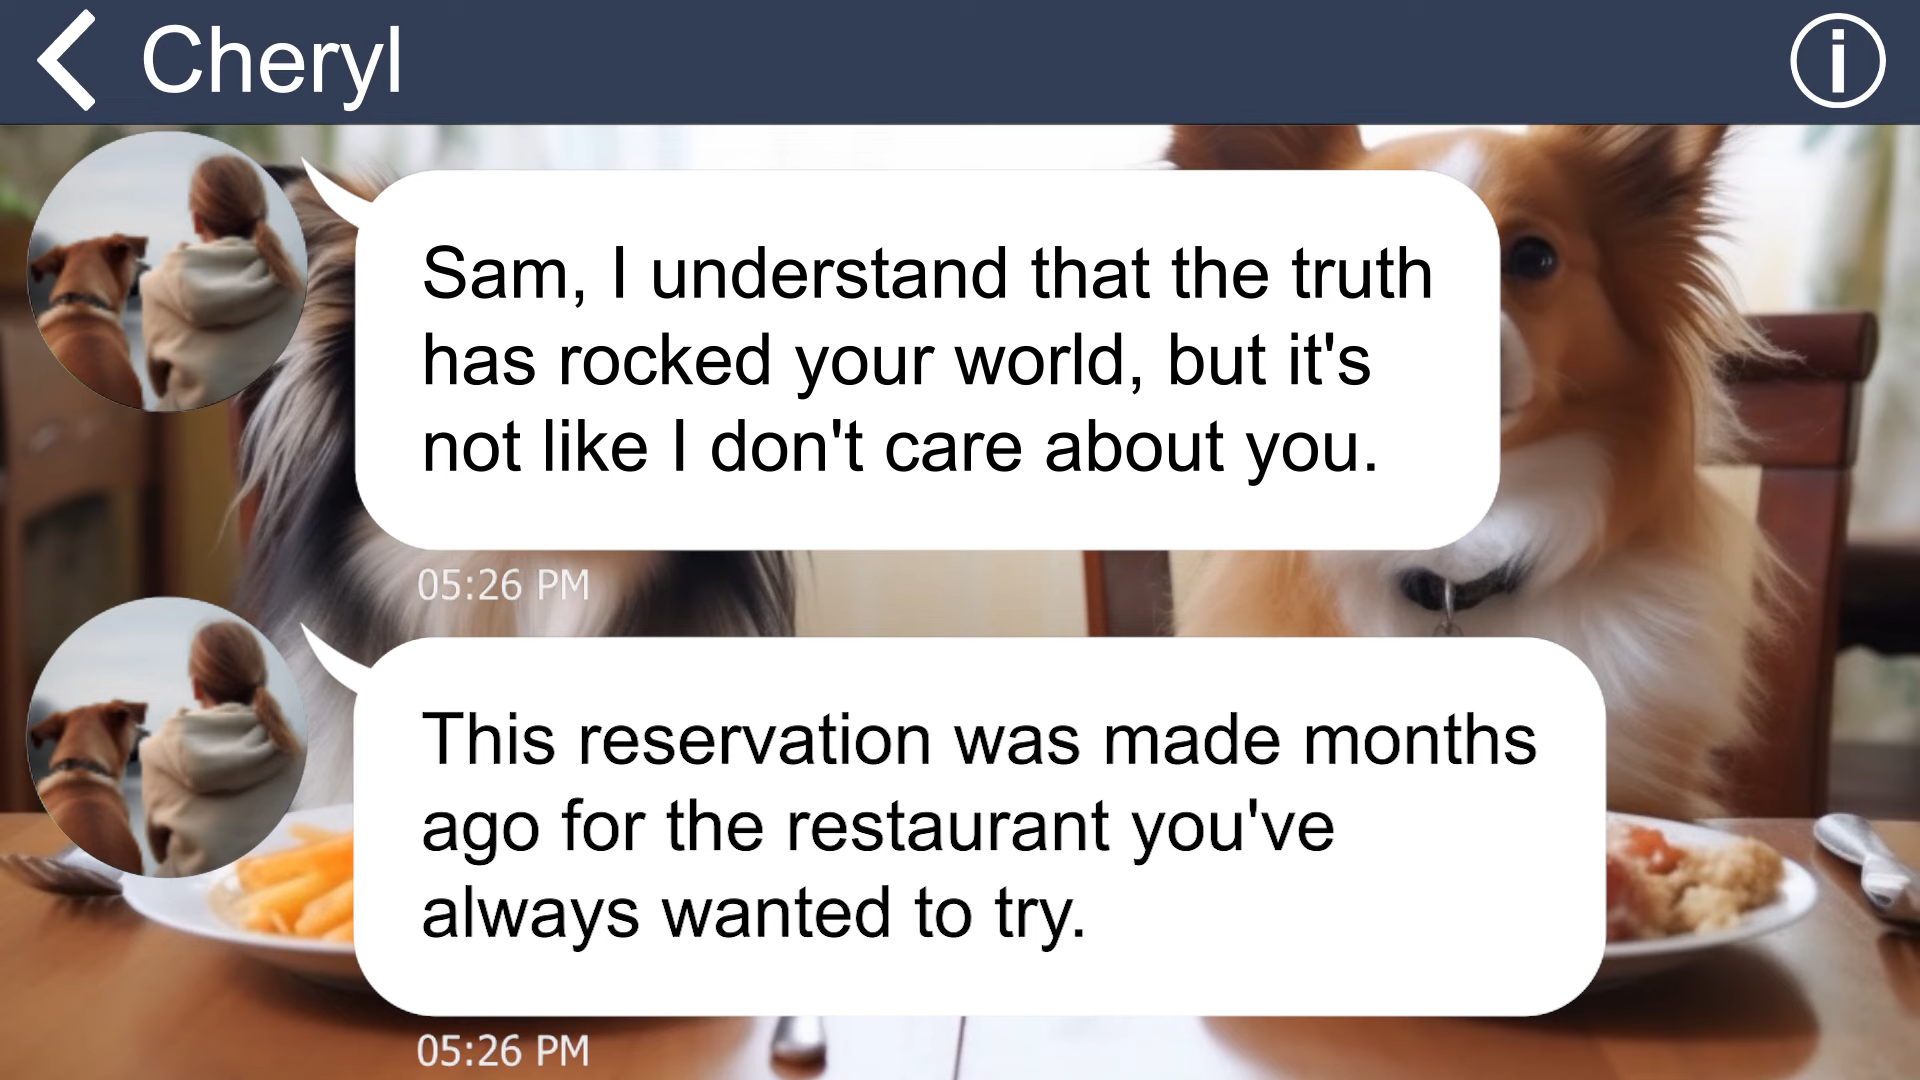 Cheryl
Sam, I understand that the truth
has rocked your world, but it's
not like I don't care about you.
05:26 PM
This reservation was made months
ago for the restaurant you've
always wanted to try.
05:26 PM